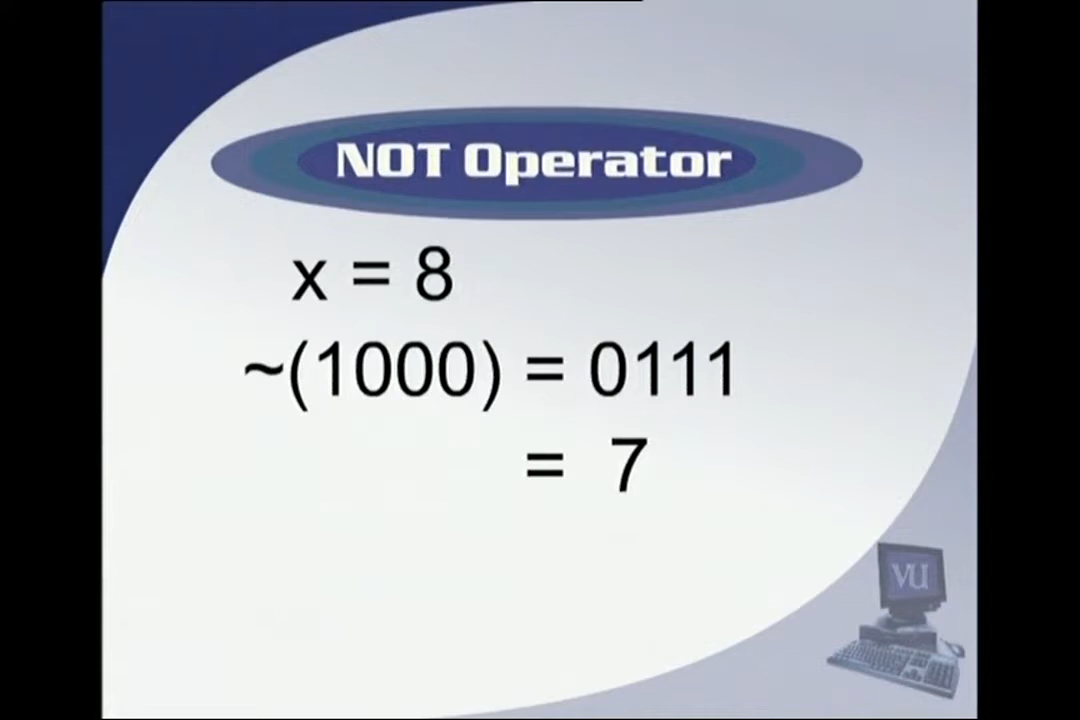 NOT Operator
x = 8
~(1000) = 0111
= 7
VU